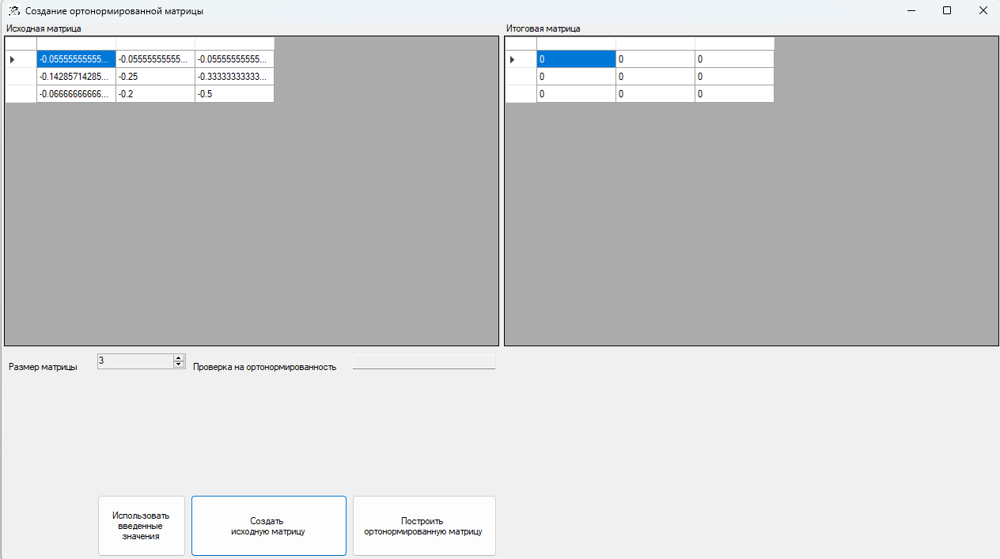 Создание ортонормированной матрицы
Исходная матрица
Итоговая матрица
-0.05555555555... -0.05555555555... -0.05555555555...
-0.14285714285... -0.25 -0.33333333333...
-0.06666666666... -0.2 -0.5
0 0 0
0 0 0
0 0 0
Размер матрицы 3 Проверка на ортонормированность
Использовать
введенные
значения
Создать
исходную матрицу
Построить
ортонормированную матрицу